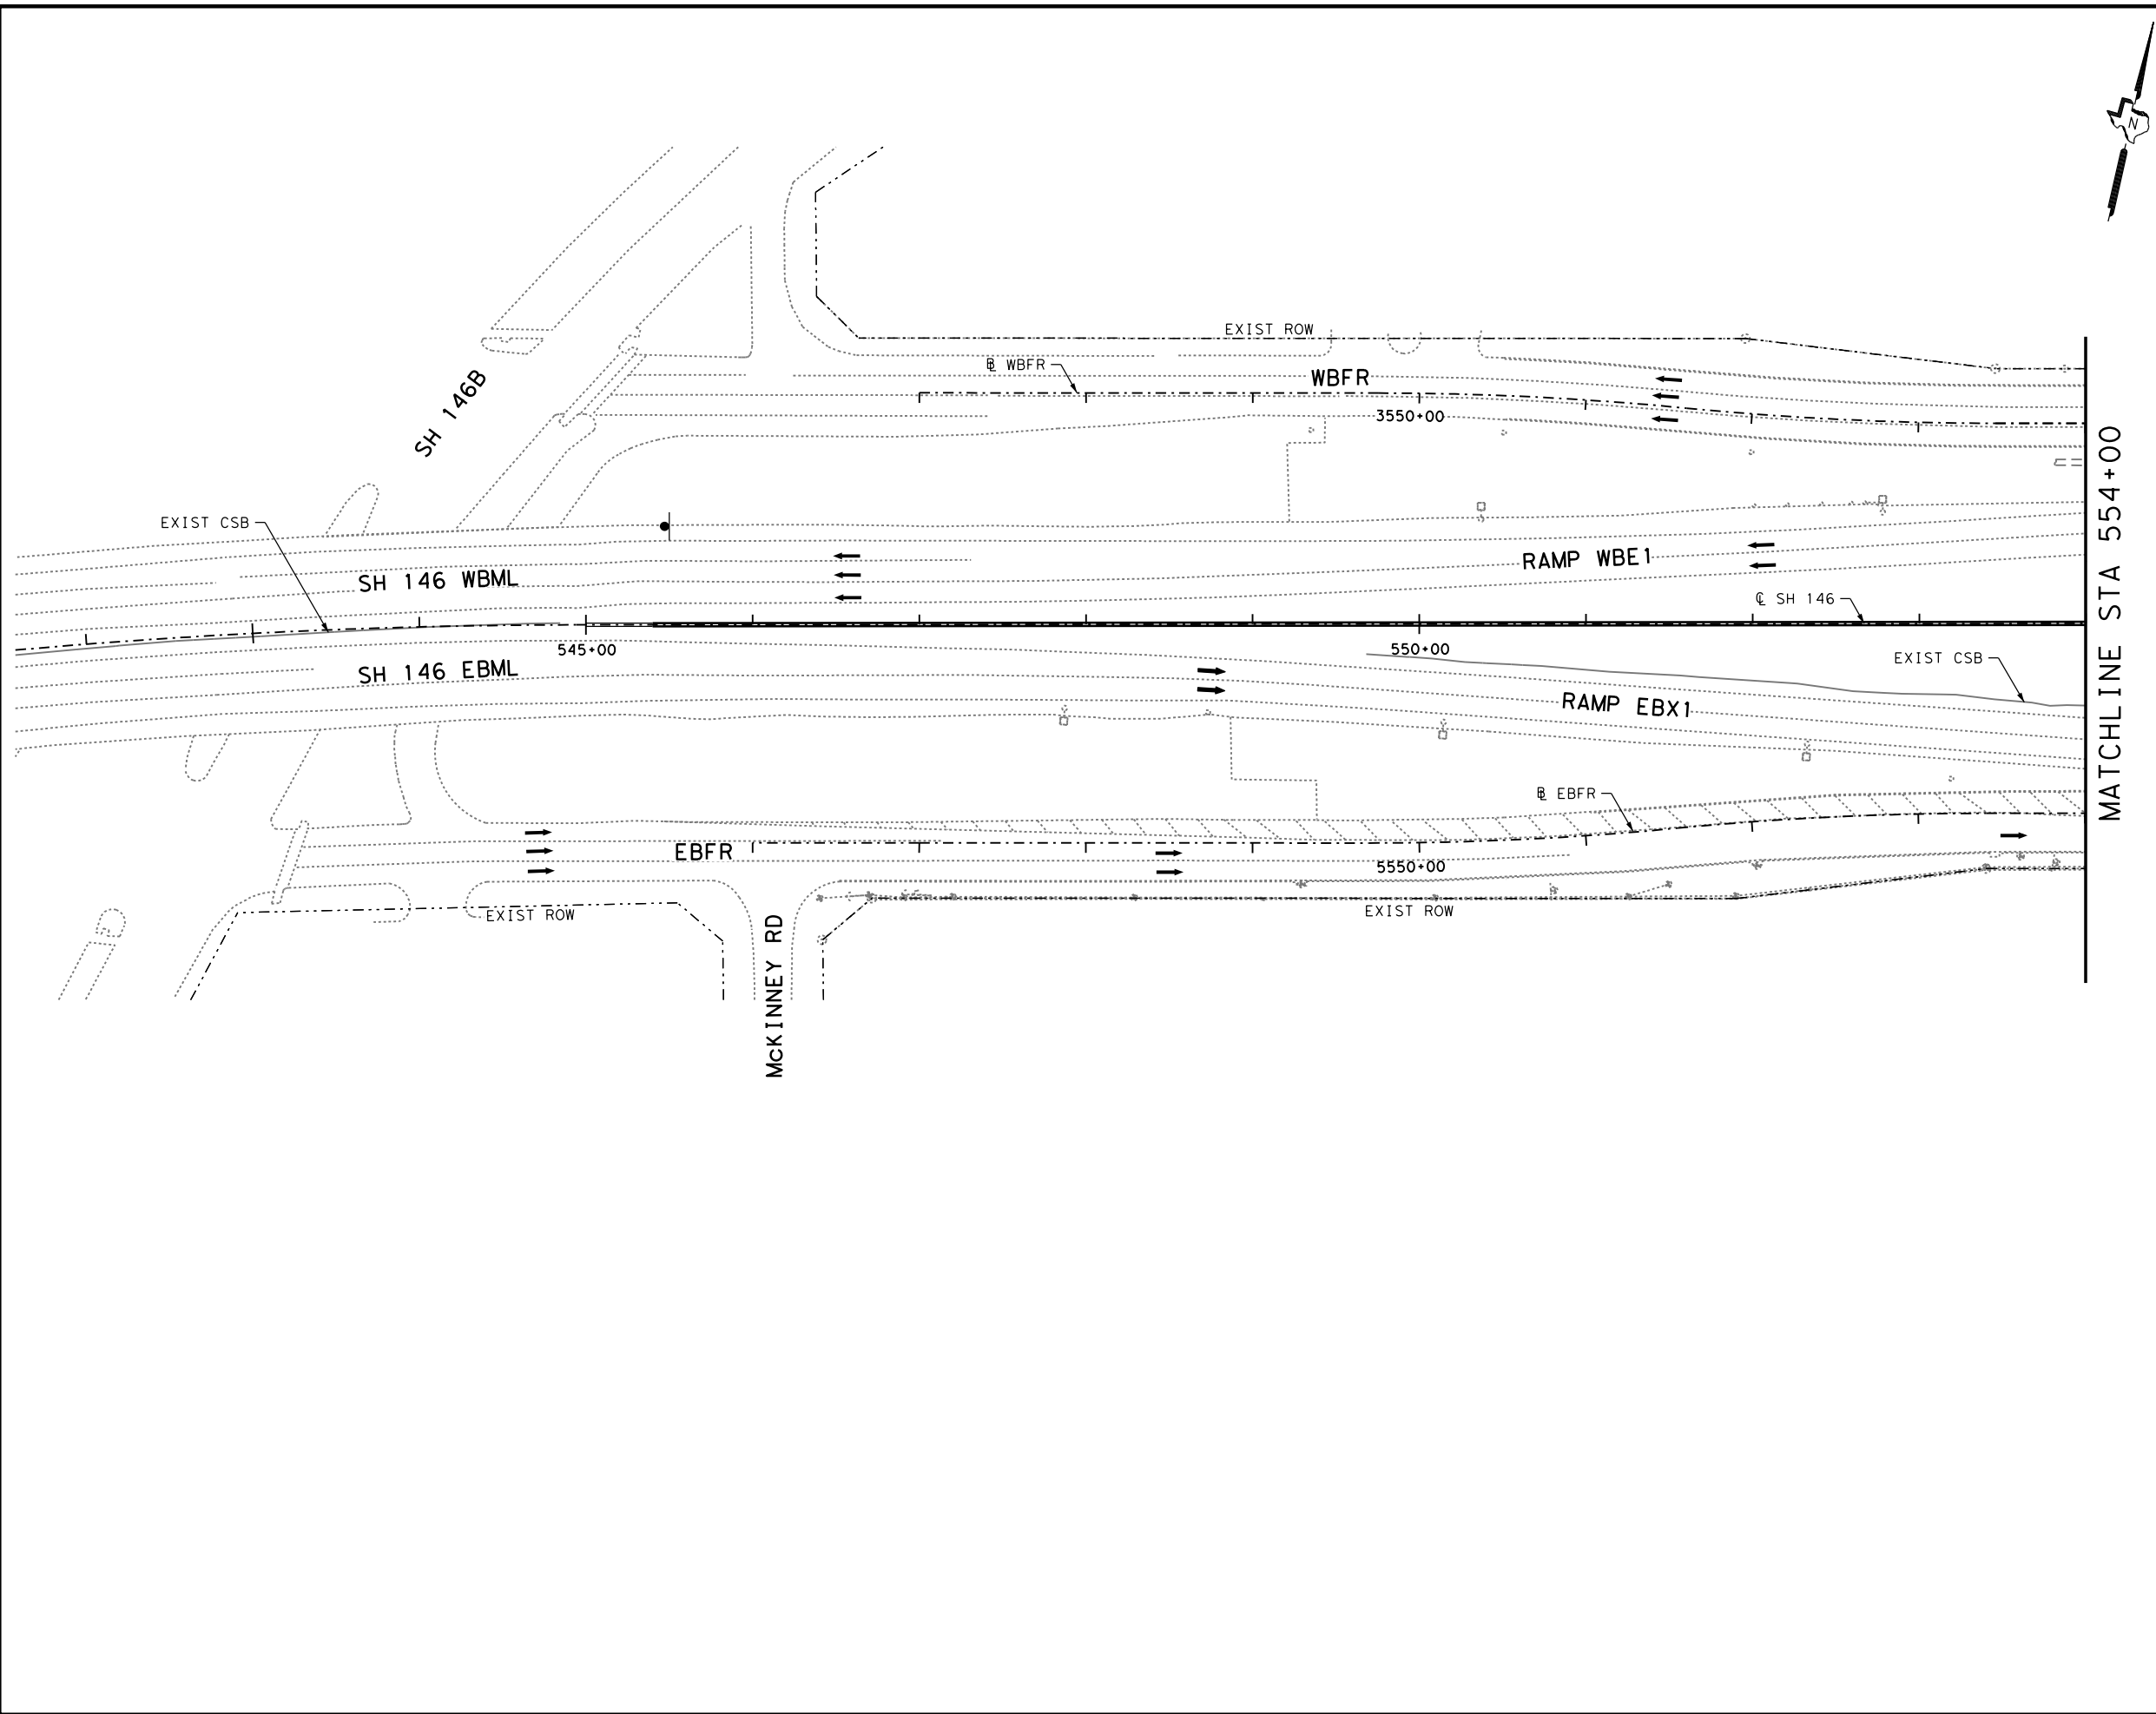 N
EXIST ROW
℄ WBFR
WBFR
3550+00
SH 146B
EXIST CSB
SH 146 WBML
RAMP WBE1
℄ SH 146
545+00
550+00
EXIST CSB
SH 146 EBML
RAMP EBX1
MATCHLINE STA 554+00
EBFR
EBFR
5550+00
EXIST ROW
EXIST ROW
McKINNEY RD